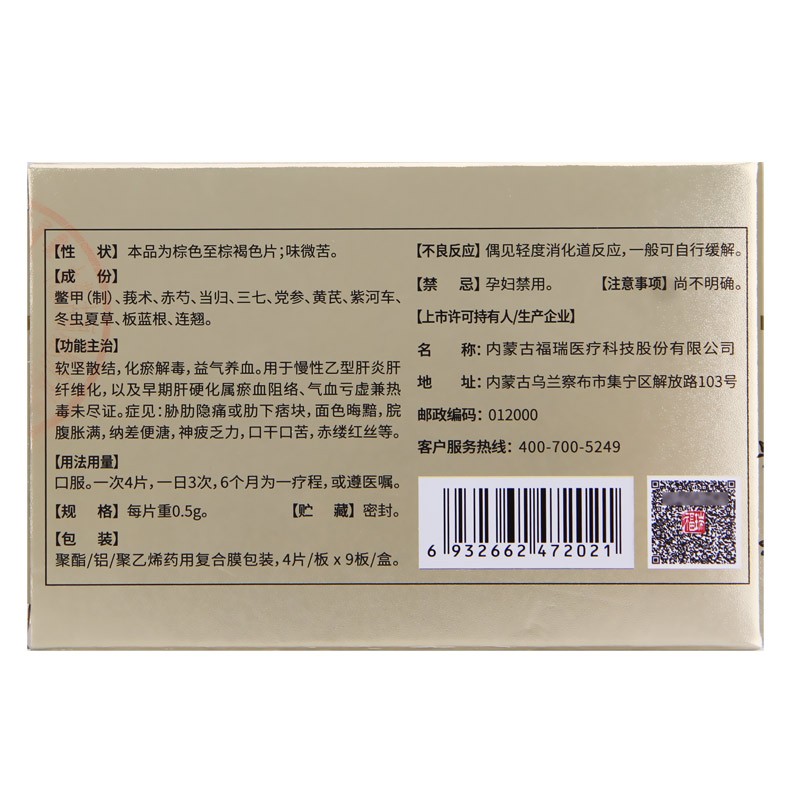 【性　状】本品为棕色至棕褐色片；味微苦。
【成　份】
鳖甲（制）、莪术、赤芍、当归、三七、党参、黄芪、紫河车、
冬虫夏草、板蓝根、连翘。
【功能主治】
软坚散结，化瘀解毒，益气养血。用于慢性乙型肝炎肝
纤维化，以及早期肝硬化属瘀血阻络、气血亏虚兼热
毒未尽证。症见：胁肋隐痛或肋下痞块，面色晦黯，脘
腹胀满，纳差便溏，神疲乏力，口干口苦，赤缕红丝等。
【用法用量】
口服。一次4片，一日3次，6个月为一疗程，或遵医嘱。
【规　格】每片重0.5g。　【贮　藏】密封。
【包　装】
聚酯/铝/聚乙烯药用复合膜包装，4片/板 x 9板/盒。
【不良反应】偶见轻度消化道反应，一般可自行缓解。
【禁　忌】孕妇禁用。　【注意事项】尚不明确。
【上市许可持有人/生产企业】
名　称：内蒙古福瑞医疗科技股份有限公司
地　址：内蒙古乌兰察布市集宁区解放路103号
邮政编码：012000
客户服务热线：400-700-5249
6 932662 472021
福瑞